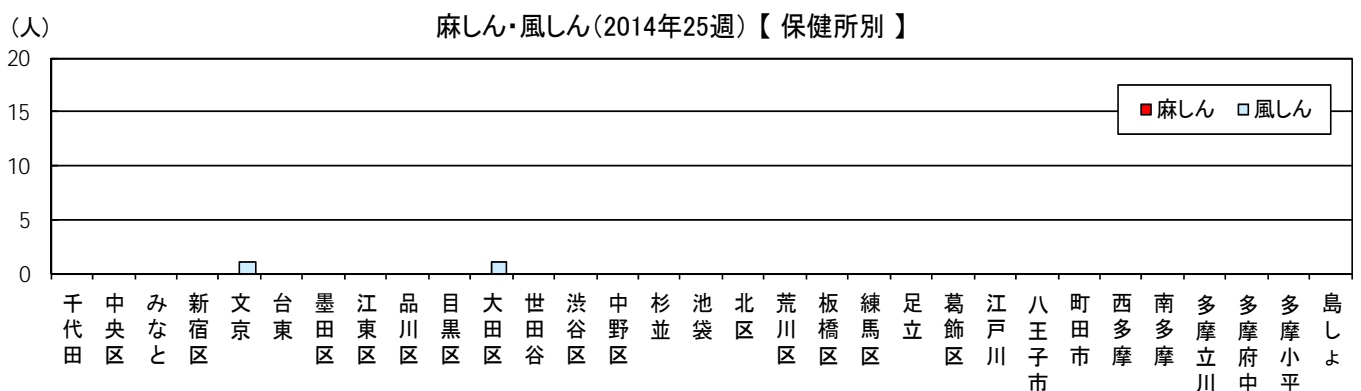 (人)
麻しん・風しん(2014年25週)【 保健所別 】
20
15
10
5
0
麻しん 風しん
千代田
中央区
みなと
新宿区
文京
台東
墨田区
江東区
品川区
目黒区
大田区
世田谷
渋谷区
中野区
杉並
池袋
北区
荒川区
板橋区
練馬区
足立
葛飾区
江戸川
八王子市
町田市
西多摩
南多摩
多摩立川
多摩府中
多摩小平
島しょ